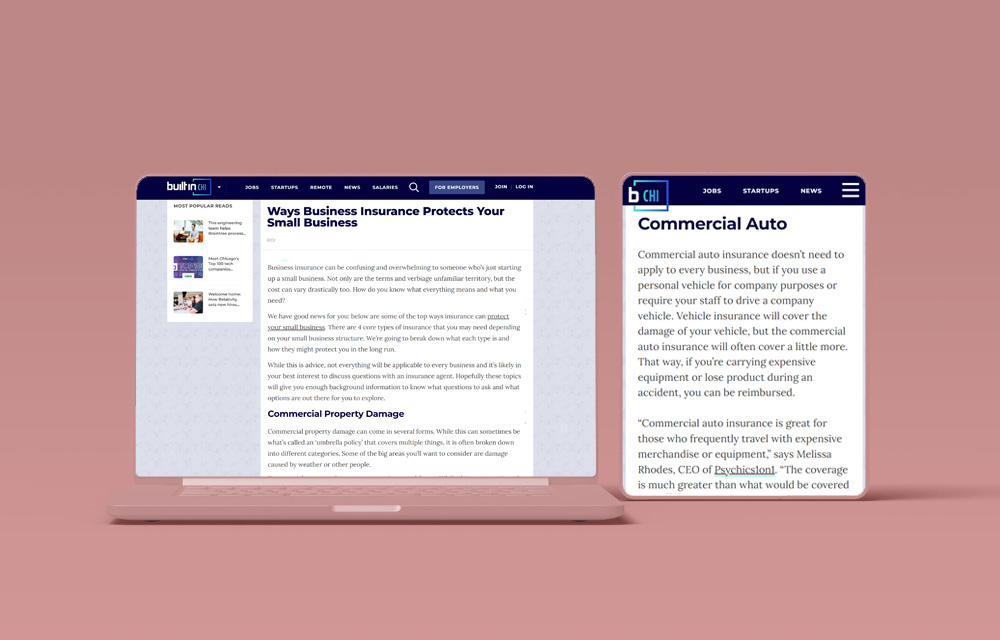 builtin CHI
JOBS STARTUPS REMOTE NEWS SALARIES FOR EMPLOYERS JOIN LOG IN
MOST POPULAR READS
This engineering
team helps
Braintree process...
Most Chicago's
Top 100 tech
companies...
Welcome home:
How Relativity
sets new hires...
Ways Business Insurance Protects Your
Small Business
Business insurance can be confusing and overwhelming to someone who's just starting
up a small business. Not only are the terms and verbiage unfamiliar territory, but the
cost can vary drastically too. How do you know what everything means and what you
need?
We have good news for you: below are some of the top ways insurance can protect
your small business. There are 4 core types of insurance that you may need depending
on your small business structure. We're going to break down what each type is and
how they might protect you in the long run.
While this is advice, not everything will be applicable to every business and it's likely in
your best interest to discuss questions with an insurance agent. Hopefully these topics
will give you enough background information to know what questions to ask and what
options are out there for you to explore.
Commercial Property Damage
Commercial property damage can come in several forms. While this can sometimes be
what's called an 'umbrella policy' that covers multiple things, it is often broken down
into different categories. Some of the big areas you'll want to consider are damage
caused by weather or other people.
b CHI
JOBS STARTUPS NEWS
Commercial Auto
Commercial auto insurance doesn't need to
apply to every business, but if you use a
personal vehicle for company purposes or
require your staff to drive a company
vehicle. Vehicle insurance will cover the
damage of your vehicle, but the commercial
auto insurance will often cover a little more.
That way, if you're carrying expensive
equipment or lose product during an
accident, you can be reimbursed.
"Commercial auto insurance is great for
those who frequently travel with expensive
merchandise or equipment," says Melissa
Rhodes, CEO of Psychics1on1. "The coverage
is much greater than what would be covered